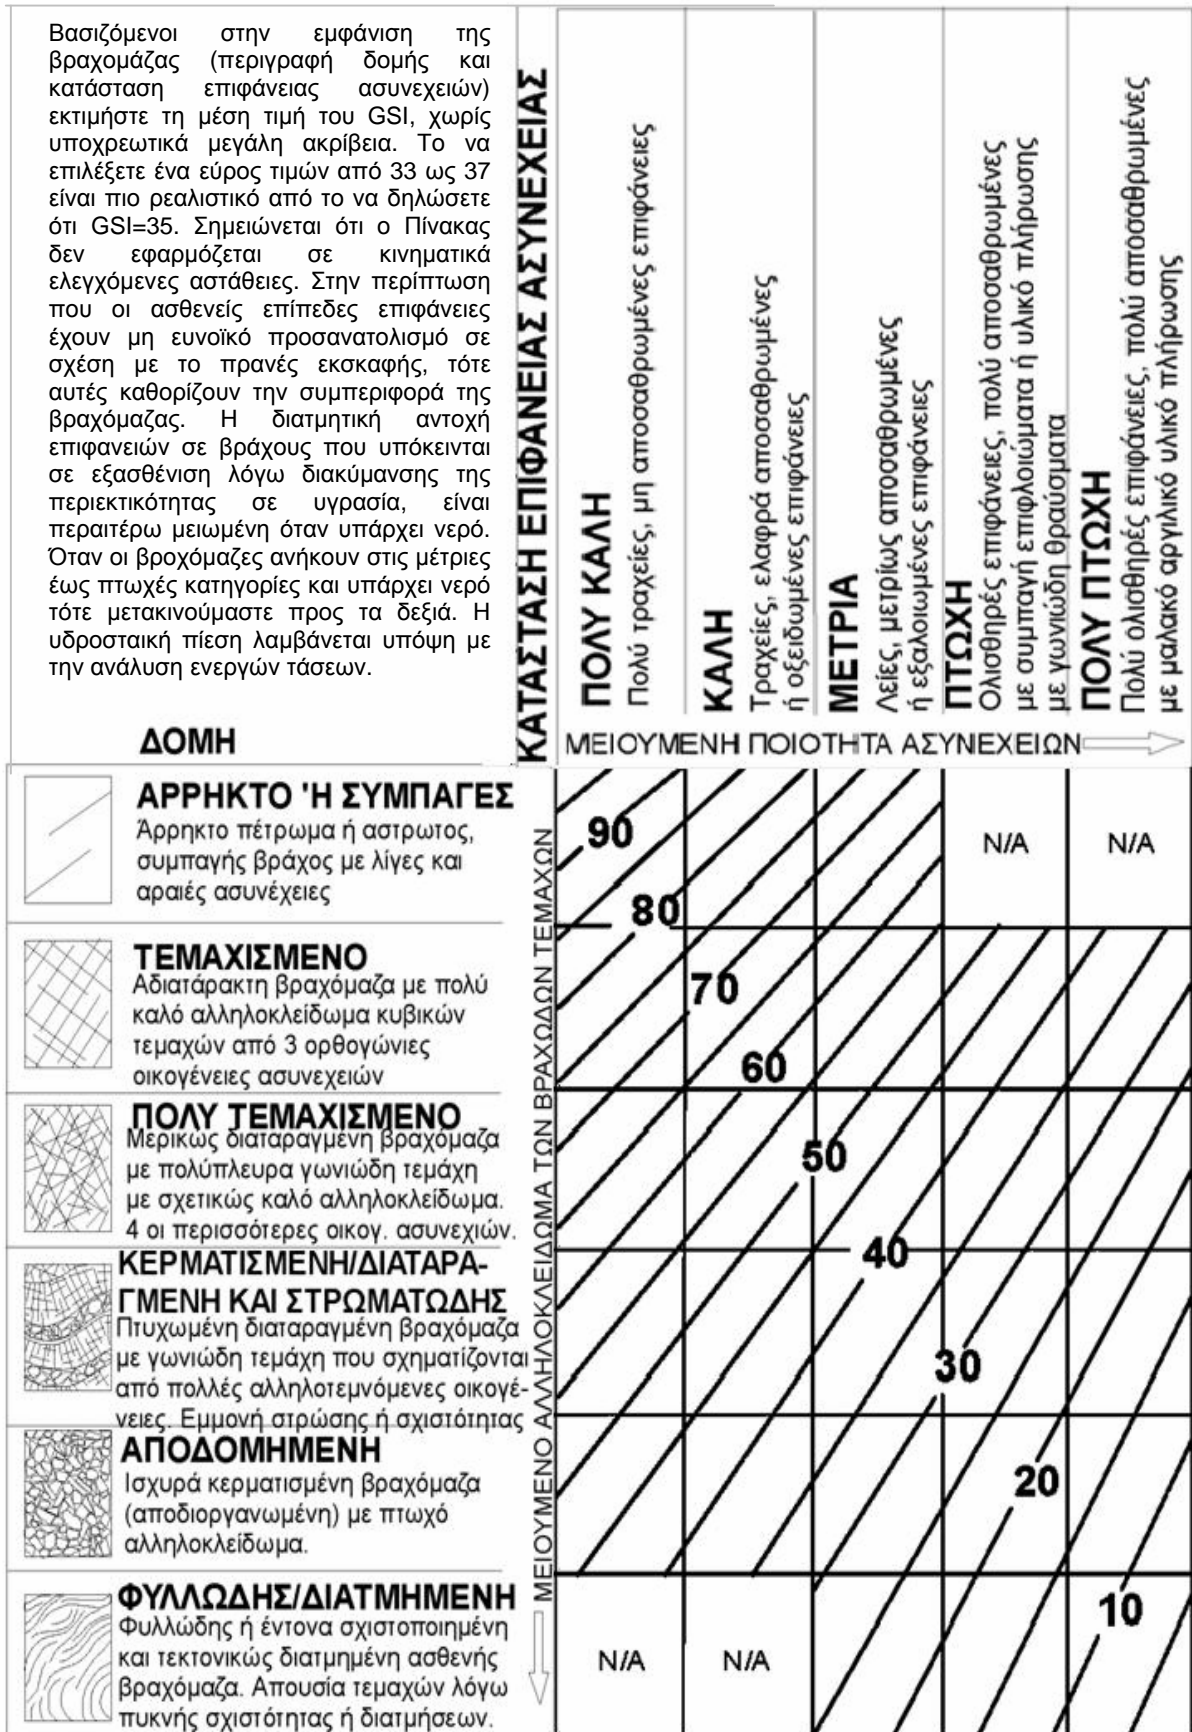 Βασιζόμενοι στην εμφάνιση της
βραχομάζας (περιγραφή δομής και
κατάσταση επιφάνειας ασυνεχειών)
εκτιμήστε τη μέση τιμή του GSI, χωρίς
υποχρεωτικά μεγάλη ακρίβεια. Το να
επιλέξετε ένα εύρος τιμών από 33 ως 37
είναι πιο ρεαλιστικό από το να δηλώσετε
ότι GSI=35. Σημειώνεται ότι ο Πίνακας
δεν εφαρμόζεται σε κινηματικά
ελεγχόμενες αστάθειες. Στην περίπτωση
που οι ασθενείς επίπεδες επιφάνειες
έχουν μη ευνοϊκό προσανατολισμό σε
σχέση με το πρανές εκσκαφής, τότε
αυτές καθορίζουν την συμπεριφορά της
βραχόμαζας. Η διατμητική αντοχή
επιφανειών σε βράχους που υπόκεινται
σε εξασθένιση λόγω διακύμανσης της
περιεκτικότητας σε υγρασία, είναι
περαιτέρω μειωμένη όταν υπάρχει νερό.
Όταν οι βροχόμαζες ανήκουν στις μέτριες
έως πτωχές κατηγορίες και υπάρχει νερό
τότε μετακινούμαστε προς τα δεξιά. Η
υδροσταική πίεση λαμβάνεται υπόψη με
την ανάλυση ενεργών τάσεων.
ΚΑΤΑΣΤΑΣΗ ΕΠΙΦΑΝΕΙΑΣ ΑΣΥΝΕΧΕΙΑΣ
ΠΟΛΥ ΚΑΛΗ
Πολύ τραχείες, μη αποσαθρωμένες επιφάνειες
ΚΑΛΗ
Τραχείες, ελαφρά αποσαθρωμένες
ή οξειδωμένες επιφάνειες
ΜΕΤΡΙΑ
Λείες, μετρίως αποσαθρωμένες
ή εξαλοιωμένες επιφάνειες
ΠΤΩΧΗ
Ολισθηρές επιφάνειες, πολύ αποσαθρωμένες
με συμπαγή επιφλοιώματα ή υλικό πλήρωσης
με γωνιώδη θραύσματα
ΠΟΛΥ ΠΤΩΧΗ
Πολύ ολισθηρές επιφάνειες, πολύ αποσαθρωμένες
με μαλακό αργιλικό υλικό πλήρωσης
ΔΟΜΗ
ΜΕΙΟΥΜΕΝΗ ΠΟΙΟΤΗΤΑ ΑΣΥΝΕΧΕΙΩΝ
ΜΕΙΟΥΜΕΝΟ ΑΛΛΗΛΟΚΛΕΙΔΩΜΑ ΤΩΝ ΒΡΑΧΩΔΩΝ ΤΕΜΑΧΩΝ
ΑΡΡΗΚΤΟ 'Η ΣΥΜΠΑΓΕΣ
Άρρηκτο πέτρωμα ή αστρωτος,
συμπαγής βράχος με λίγες και
αραιές ασυνέχειες
90
N/A
N/A
80
ΤΕΜΑΧΙΣΜΕΝΟ
Αδιατάρακτη βραχόμαζα με πολύ
καλό αλληλοκλείδωμα κυβικών
τεμαχών από 3 ορθογώνιες
οικογένειες ασυνεχειών
70
60
ΠΟΛΥ ΤΕΜΑΧΙΣΜΕΝΟ
Μερικώς διαταραγμένη βραχόμαζα
με πολύπλευρα γωνιώδη τεμάχη
με σχετικώς καλό αλληλοκλείδωμα.
4 οι περισσότερες οικογ. ασυνεχιών.
50
40
ΚΕΡΜΑΤΙΣΜΕΝΗ/ΔΙΑΤΑΡΑ-
ΓΜΕΝΗ ΚΑΙ ΣΤΡΩΜΑΤΩΔΗΣ
Πτυχωμένη διαταραγμένη βραχόμαζα
με γωνιώδη τεμάχη που σχηματίζονται
από πολλές αλληλοτεμνόμενες οικογέ-
νειες. Εμμονή στρώσης ή σχιστότητας
30
ΑΠΟΔΟΜΗΜΕΝΗ
Ισχυρά κερματισμένη βραχόμαζα
(αποδιοργανωμένη) με πτωχό
αλληλοκλείδωμα.
20
ΦΥΛΛΩΔΗΣ/ΔΙΑΤΜΗΜΕΝΗ
Φυλλώδης ή έντονα σχιστοποιημένη
και τεκτονικώς διατμημένη ασθενής
βραχόμαζα. Απουσία τεμαχών λόγω
πυκνής σχιστότητας ή διατμήσεων.
N/A
N/A
10